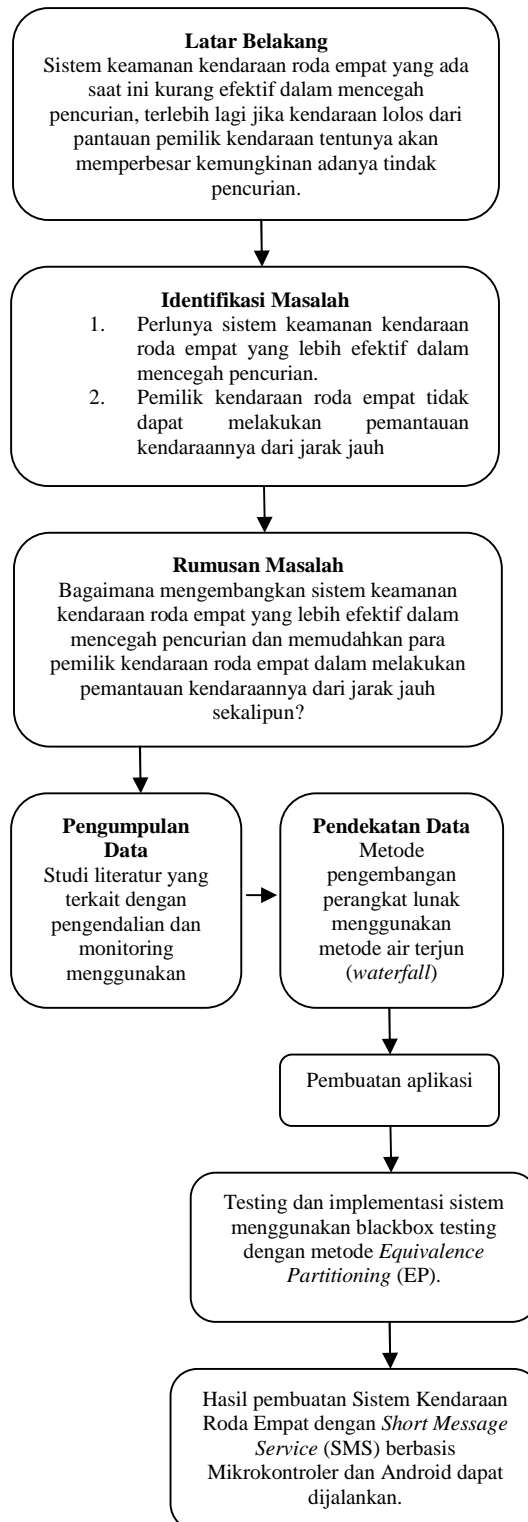 Latar Belakang
Sistem keamanan kendaraan roda empat yang ada
saat ini kurang efektif dalam mencegah
pencurian, terlebih lagi jika kendaraan lolos dari
pantauan pemilik kendaraan tentunya akan
memperbesar kemungkinan adanya tindak
pencurian.
Identifikasi Masalah
1. Perlunya sistem keamanan kendaraan
roda empat yang lebih efektif dalam
mencegah pencurian.
2. Pemilik kendaraan roda empat tidak
dapat melakukan pemantauan
kendaraannya dari jarak jauh
Rumusan Masalah
Bagaimana mengembangkan sistem keamanan
kendaraan roda empat yang lebih efektif dalam
mencegah pencurian dan memudahkan para
pemilik kendaraan roda empat dalam melakukan
pemantauan kendaraannya dari jarak jauh
sekalipun?
Pengumpulan
Data
Studi literatur yang
terkait dengan
pengendalian dan
monitoring
menggunakan
Pendekatan Data
Metode
pengembangan
perangkat lunak
menggunakan
metode air terjun
(waterfall)
Pembuatan aplikasi
Testing dan implementasi sistem
menggunakan blackbox testing
dengan metode Equivalence
Partitioning (EP).
Hasil pembuatan Sistem Kendaraan
Roda Empat dengan Short Message
Service (SMS) berbasis
Mikrokontroler dan Android dapat
dijalankan.